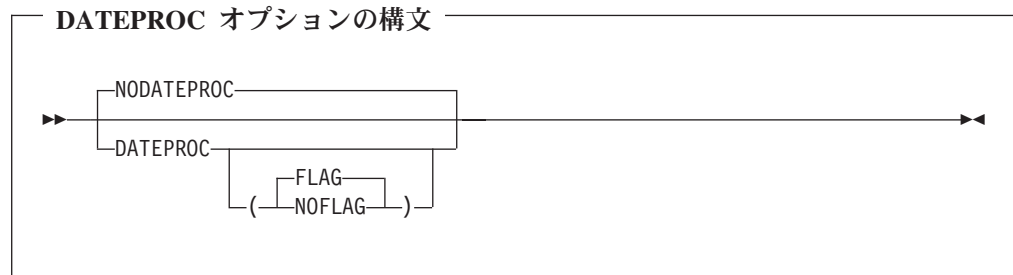 DATEPROC オプションの構文
NODATEPROC
DATEPROC
FLAG
( NOFLAG )